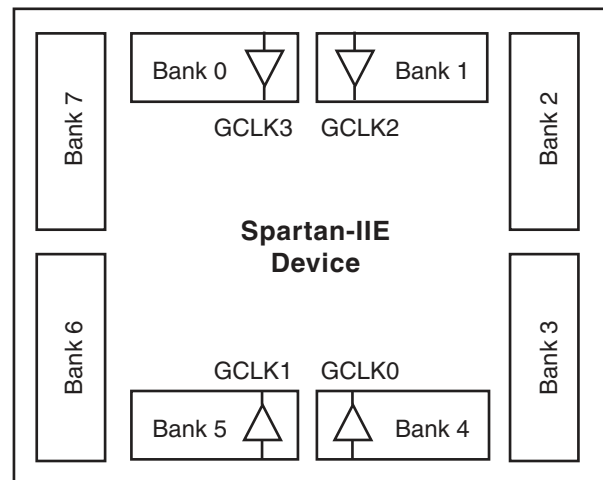 Bank 0
Bank 1
GCLK3
GCLK2
Bank 7
Bank 2
Spartan-IIE
Device
Bank 6
Bank 3
GCLK1
GCLK0
Bank 5
Bank 4